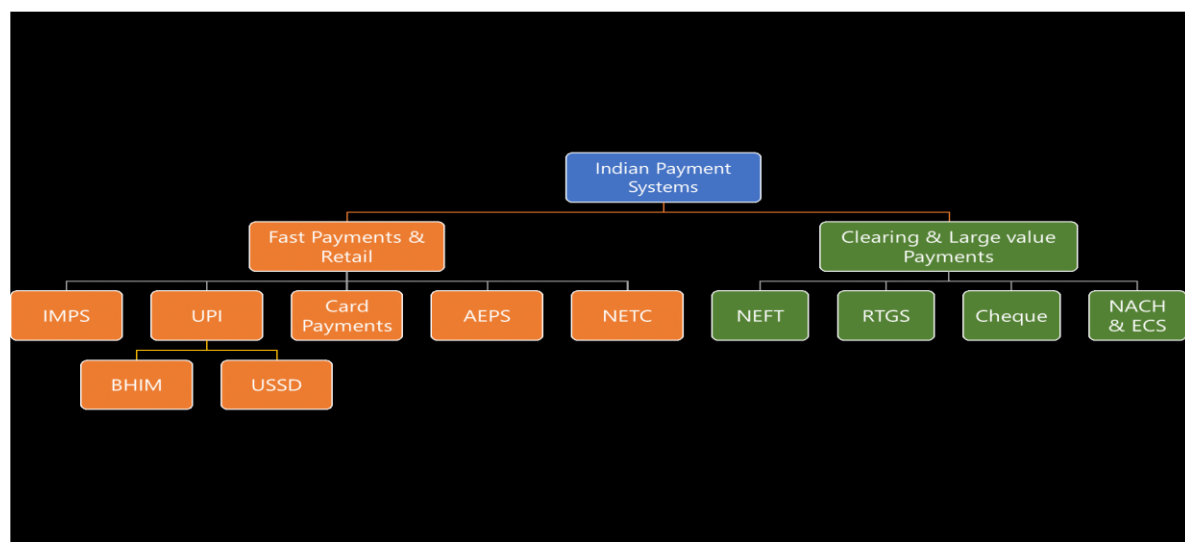 Indian Payment
Systems
Fast Payments &
Retail
Clearing & Large value
Payments
IMPS
UPI
Card
Payments
AEPS
NETC
NEFT
RTGS
Cheque
NACH
& ECS
BHIM
USSD